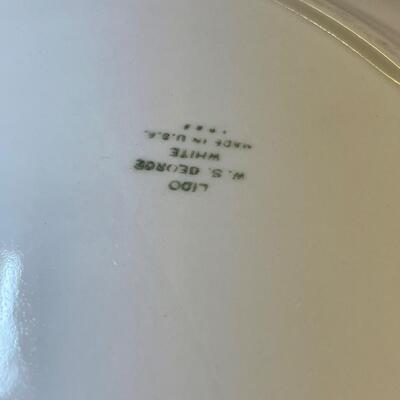 LIDO
W. S. GEORGE
WHITE
MADE IN U.S.A.